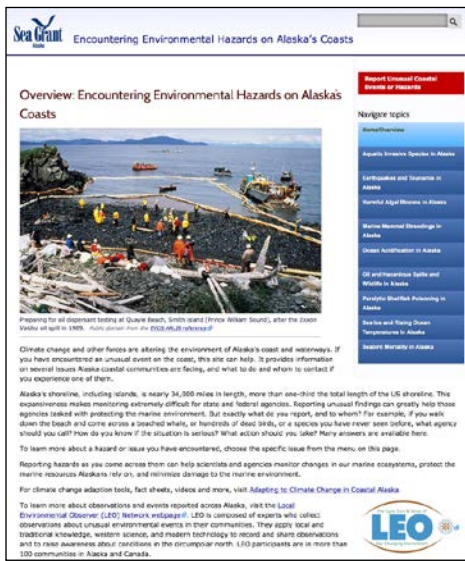 Sea Grant
Alaska
Encountering Environmental Hazards on Alaska's Coasts
Overview: Encountering Environmental Hazards on Alaska's
Coasts
Report Unusual Coastal
Events or Hazards
Navigate topics
Home/Overview
Aquatic Invasive Species in Alaska
Earthquakes and Tsunamis in
Alaska
Harmful Algal Blooms in Alaska
Marine Mammal Strandings in
Alaska
Ocean Acidification in Alaska
Oil and Hazardous Spills and
Wildlife in Alaska
Paralytic Shellfish Poisoning in
Alaska
Sea Ice and Rising Ocean
Temperatures in Alaska
Seabird Mortality in Alaska
Preparing for oil dispersant testing at Quayle Beach, Smith Island (Prince William Sound), after the Exxon
Valdez oil spill in 1989. Public domain from the EVOS ARLIS reference
Climate change and other forces are altering the environment of Alaska's coast and waterways. If
you have encountered an unusual event on the coast, this site can help. It provides information
on several issues Alaska coastal communities are facing, and what to do and whom to contact if
you experience one of them.
Alaska's shoreline, including islands, is nearly 34,000 miles in length, more than one-third the total length of the US shoreline. This
expansiveness makes monitoring extremely difficult for state and federal agencies. Reporting unusual findings can greatly help those
agencies tasked with protecting the marine environment. But exactly what do you report, and to whom? For example, if you walk
down the beach and come across a beached whale, or hundreds of dead birds, or a species you have never seen before, what agency
should you call? How do you know if the situation is serious? What action should you take? Many answers are available here.
To learn more about a hazard or issue you have encountered, choose the specific issue from the menu on this page.
Reporting hazards as you come across them can help scientists and agencies monitor changes in our marine ecosystems, protect the
marine resources Alaskans rely on, and minimize damage to the marine environment.
For climate change adaption tools, fact sheets, videos and more, visit Adapting to Climate Change in Coastal Alaska.
To learn more about observations and events reported across Alaska, visit the Local
Environmental Observer (LEO) Network webpage. LEO is composed of experts who collect
observations about unusual environmental events in their communities. They apply local and
traditional knowledge, western science, and modern technology to record and share observations
and to raise awareness about conditions in the circumpolar north. LEO participants are in more than
100 communities in Alaska and Canada.
LEO